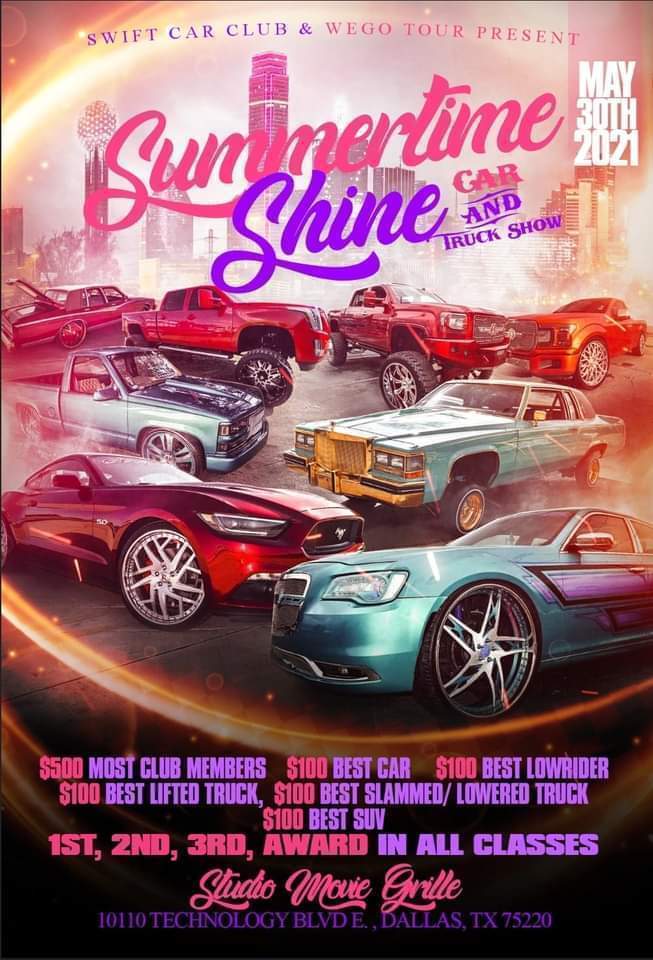 SWIFT CAR CLUB & WEGO TOUR PRESENT
MAY
30TH
2021
Summertime
Shine
CAR
AND
TRUCK SHOW
5.0
$500 MOST CLUB MEMBERS $100 BEST CAR $100 BEST LOWRIDER
$100 BEST LIFTED TRUCK, $100 BEST SLAMMED/ LOWERED TRUCK
$100 BEST SUV
1ST, 2ND, 3RD, AWARD IN ALL CLASSES
Studio Movie Grille
10110 TECHNOLOGY BLVD E. , DALLAS, TX 75220